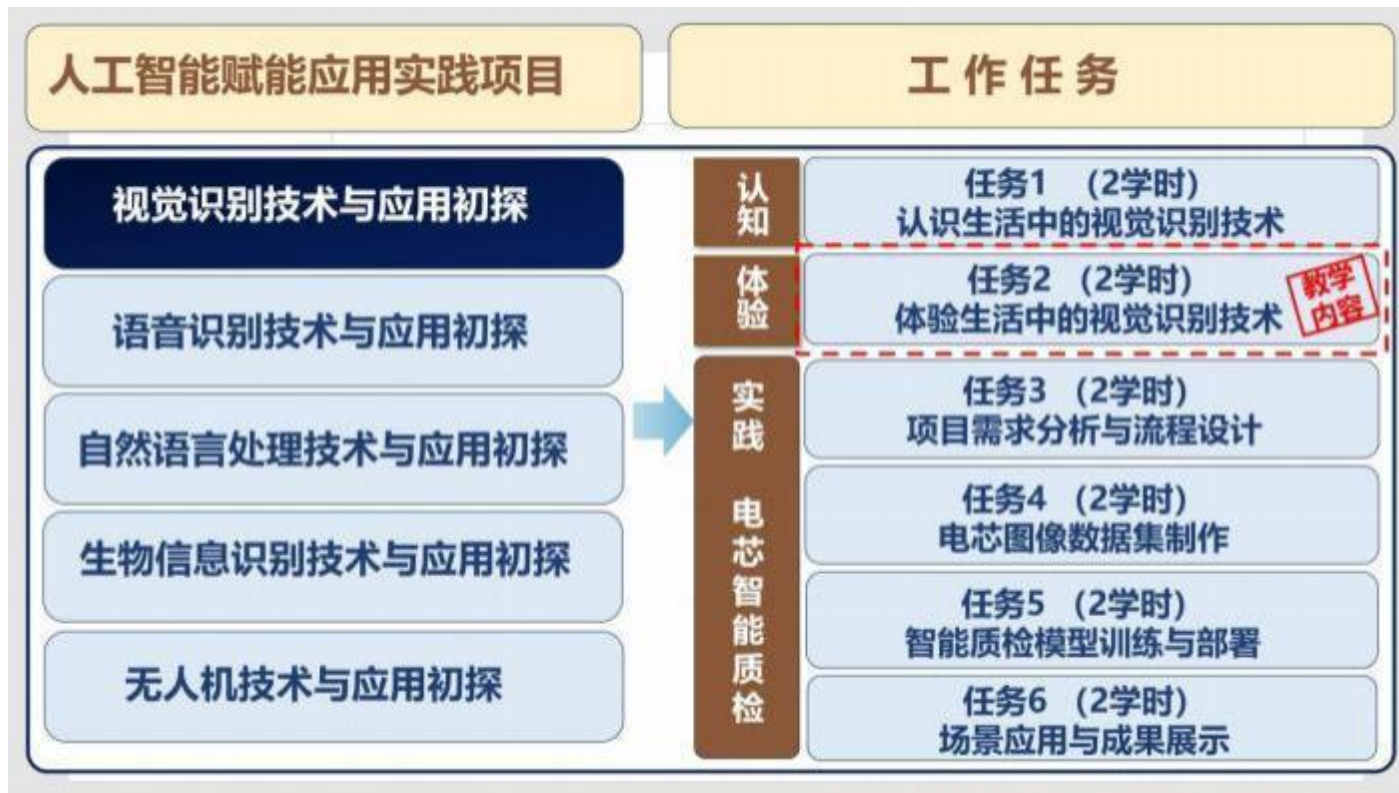 人工智能赋能应用实践项目
工作任务
视觉识别技术与应用初探
语音识别技术与应用初探
自然语言处理技术与应用初探
生物信息识别技术与应用初探
无人机技术与应用初探
认知
任务1 （2学时）
认识生活中的视觉识别技术
体验
任务2 （2学时）
体验生活中的视觉识别技术
教学
内容
实践 电芯智能质检
任务3 （2学时）
项目需求分析与流程设计
任务4 （2学时）
电芯图像数据集制作
任务5 （2学时）
智能质检模型训练与部署
任务6 （2学时）
场景应用与成果展示